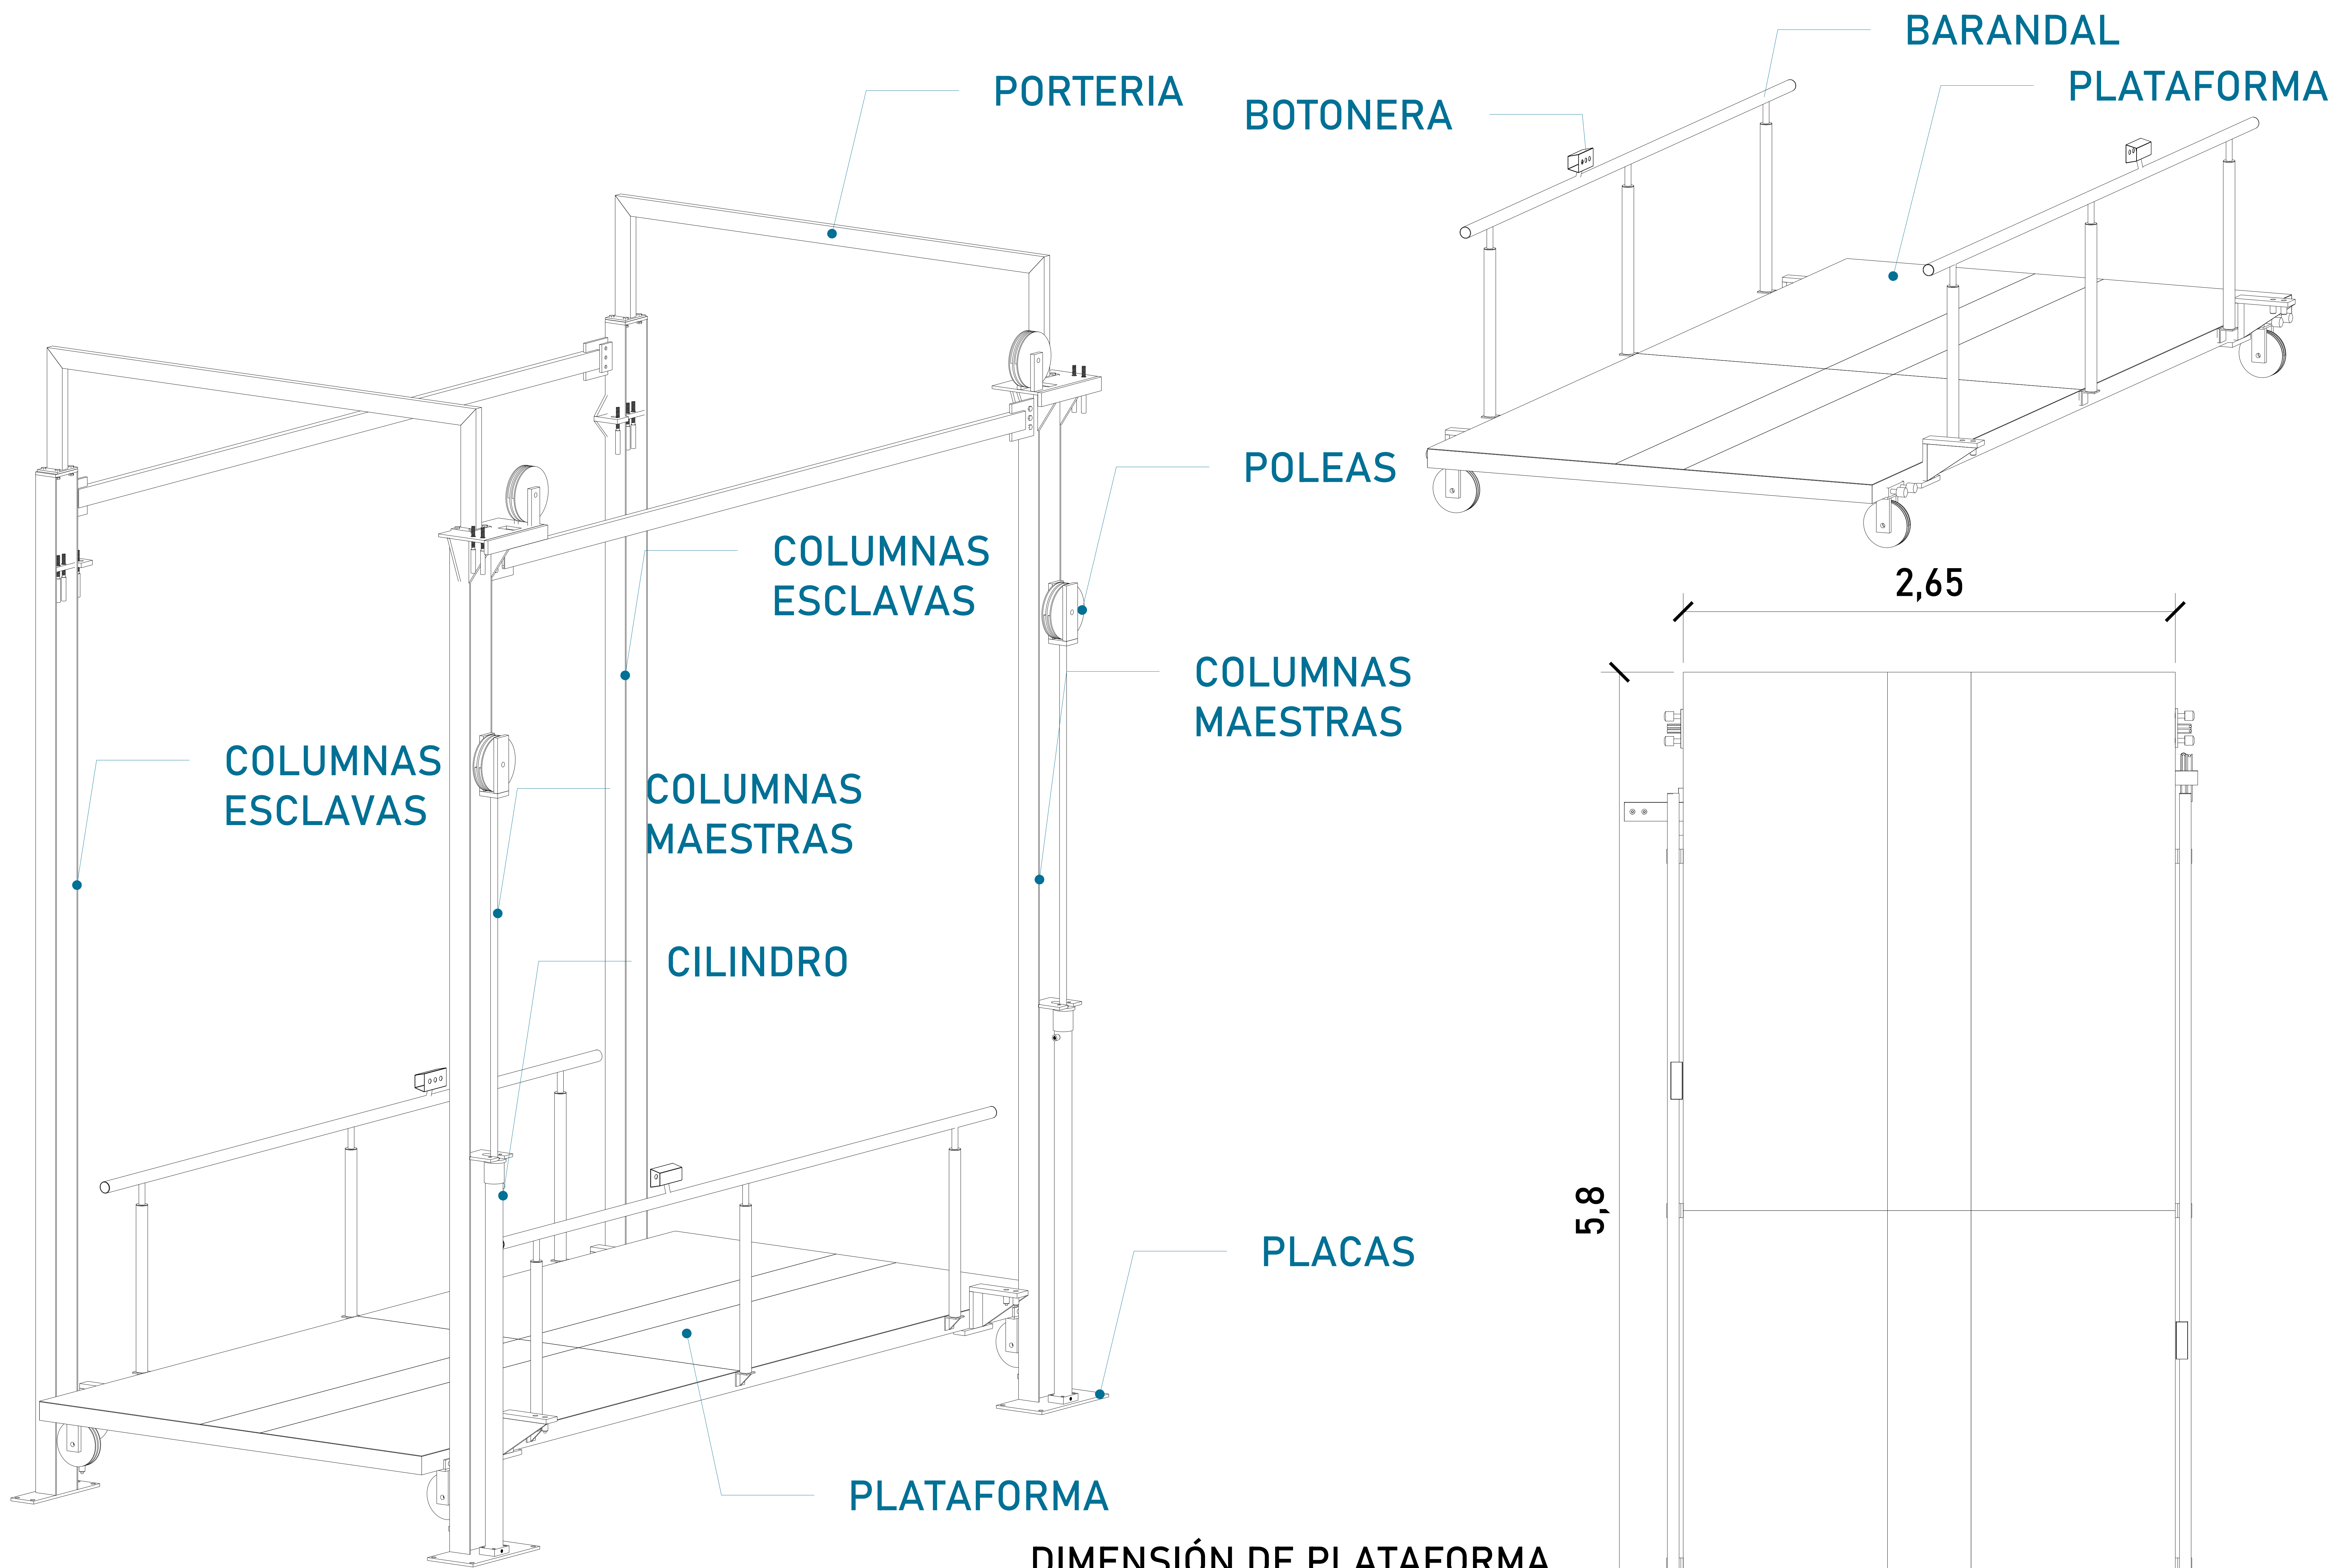 BARANDAL
PLATAFORMA
PORTERIA
BOTONERA
POLEAS
COLUMNAS
ESCLAVAS
2,65
COLUMNAS
MAESTRAS
COLUMNAS
ESCLAVAS
COLUMNAS
MAESTRAS
CILINDRO
5,8
PLACAS
PLATAFORMA
DIMENSIÓN DE PLATAFORMA